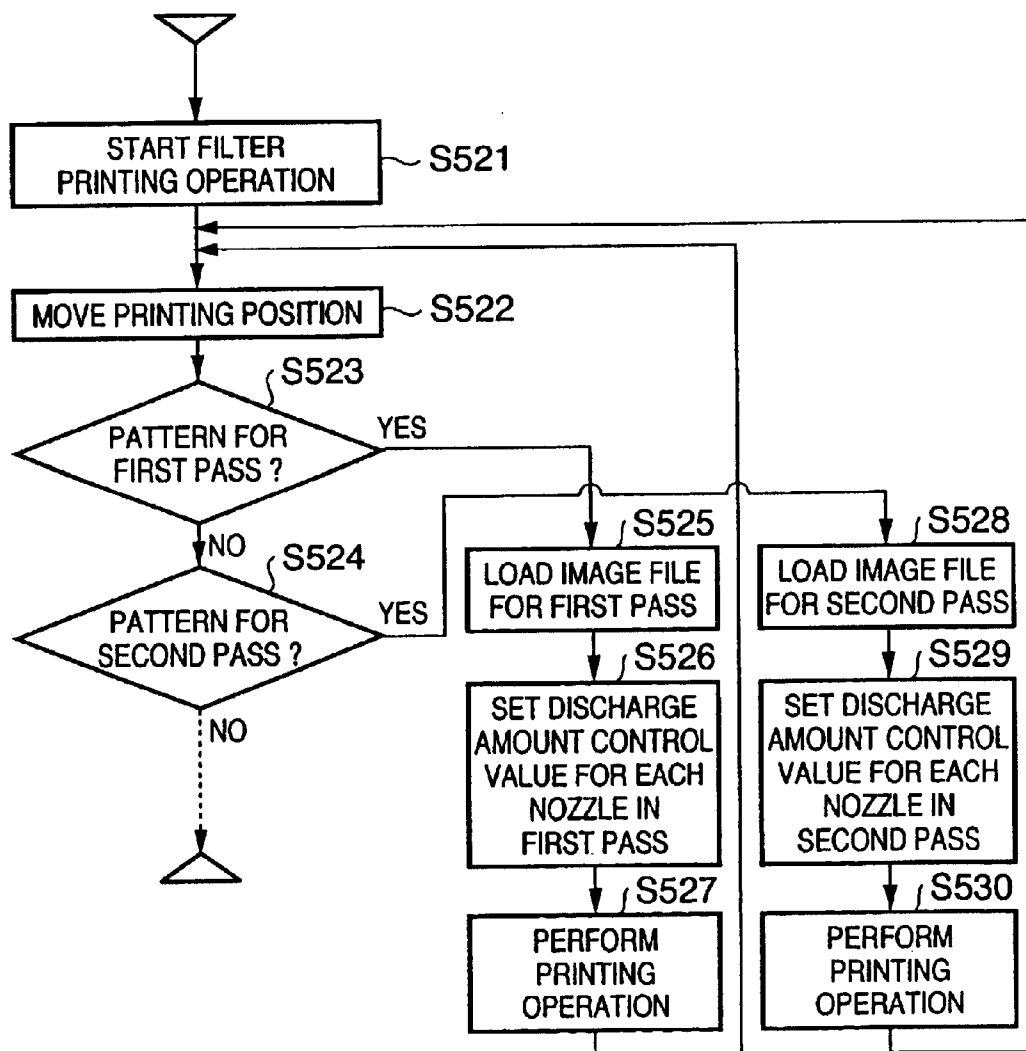 START FILTER
PRINTING OPERATION
S521
MOVE PRINTING POSITION
S522
S523
PATTERN FOR
FIRST PASS ?
YES
NO
S524
PATTERN FOR
SECOND PASS ?
YES
NO
S525
LOAD IMAGE FILE
FOR FIRST PASS
S526
SET DISCHARGE
AMOUNT CONTROL
VALUE FOR EACH
NOZZLE IN
FIRST PASS
S527
PERFORM
PRINTING
OPERATION
S528
LOAD IMAGE FILE
FOR SECOND PASS
S529
SET DISCHARGE
AMOUNT CONTROL
VALUE FOR EACH
NOZZLE IN
SECOND PASS
S530
PERFORM
PRINTING
OPERATION